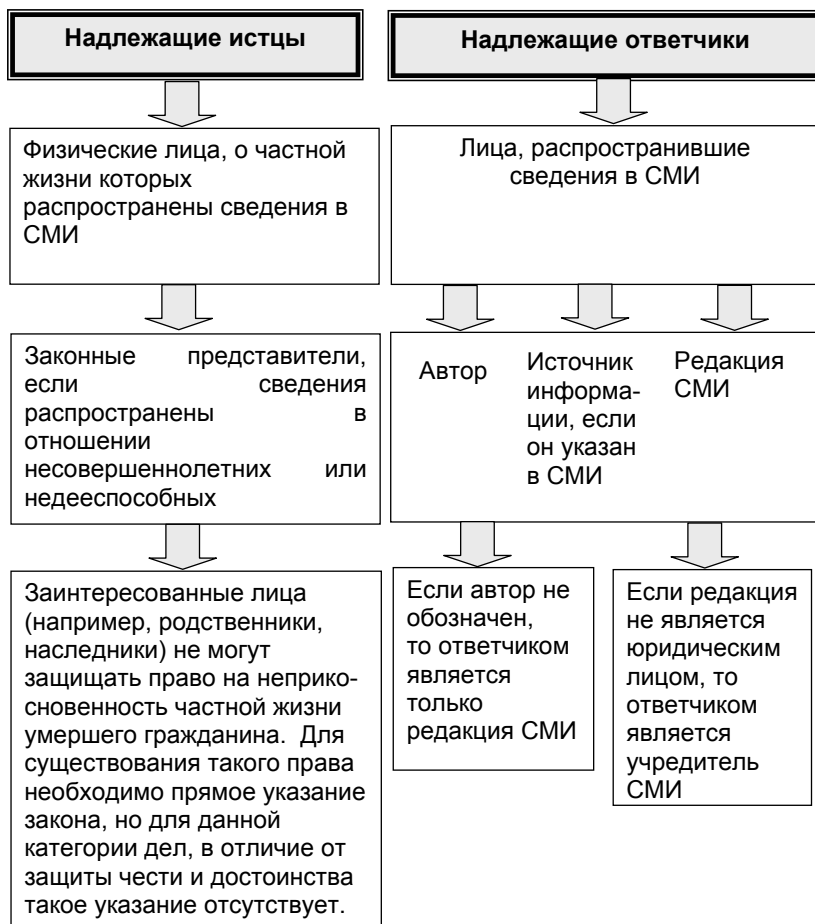 Надлежащие истцы
Физические лица, о частной
жизни которых
распространены сведения в
СМИ
Законные представители,
если сведения
распространены в
отношении
несовершеннолетних или
недееспособных
Заинтересованные лица
(например, родственники,
наследники) не могут
защищать право на неприко-
сновенность частной жизни
умершего гражданина. Для
существования такого права
необходимо прямое указание
закона, но для данной
категории дел, в отличие от
защиты чести и достоинства
такое указание отсутствует.
Надлежащие ответчики
Лица, распространившие
сведения в СМИ
Автор
Источник
информа-
ции, если
он указан
в СМИ
Редакция
СМИ
Если автор не
обозначен,
то ответчиком
является
только
редакция СМИ
Если редакция
не является
юридическим
лицом, то
ответчиком
является
учредитель
СМИ